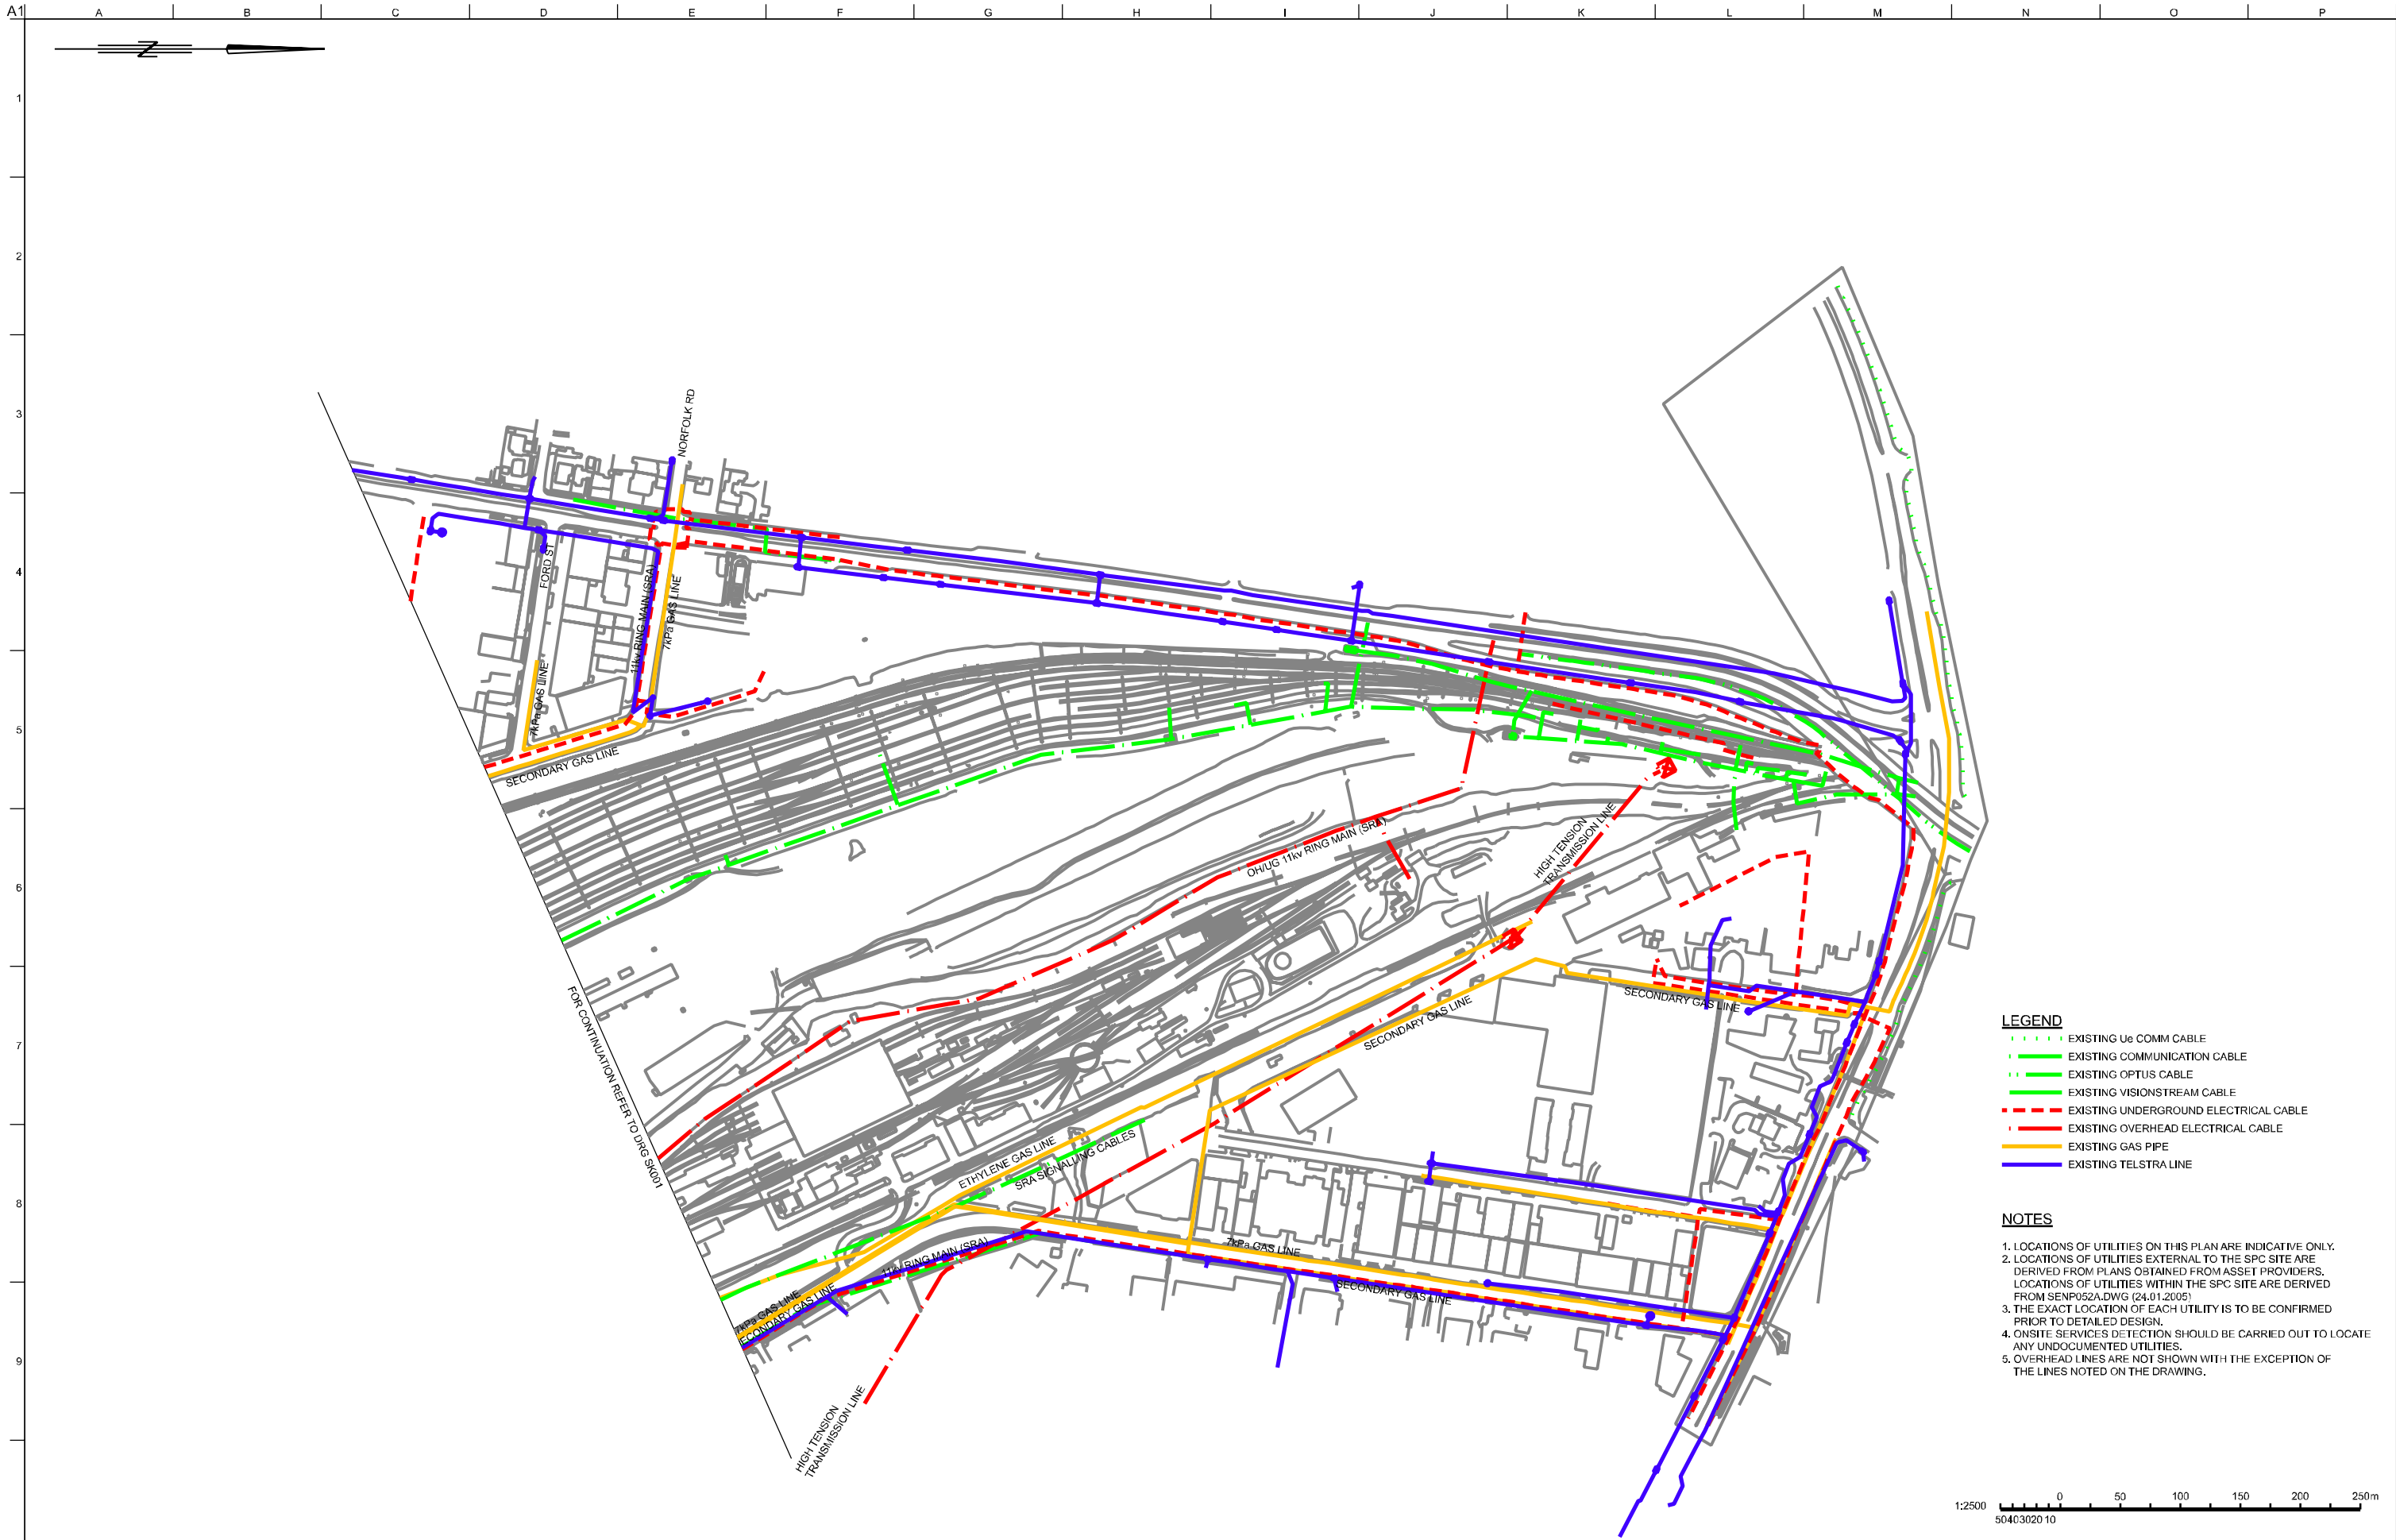 A1
A B C D E F G H I J K L M N O P
N
1
2
3
4
5
6
7
8
9
NORFOLK RD
FORD ST
11kv RING MAIN (SRA)
7kPa GAS LINE
7kPa GAS LINE
SECONDARY GAS LINE
OH/UG 11kv RING MAIN (SRA)
HIGH TENSION
TRANSMISSION LINE
FOR CONTINUATION REFER TO DRG SK001
SECONDARY GAS LINE
SECONDARY GAS LINE
ETHYLENE GAS LINE
SRA SIGNALLING CABLES
11kv RING MAIN (SRA)
7kPa GAS LINE
7kPa GAS LINE
SECONDARY GAS LINE
SECONDARY GAS LINE
HIGH TENSION
TRANSMISSION LINE
LEGEND
EXISTING Ue COMM CABLE
EXISTING COMMUNICATION CABLE
EXISTING OPTUS CABLE
EXISTING VISIONSTREAM CABLE
EXISTING UNDERGROUND ELECTRICAL CABLE
EXISTING OVERHEAD ELECTRICAL CABLE
EXISTING GAS PIPE
EXISTING TELSTRA LINE
NOTES
1. LOCATIONS OF UTILITIES ON THIS PLAN ARE INDICATIVE ONLY.
2. LOCATIONS OF UTILITIES EXTERNAL TO THE SPC SITE ARE
DERIVED FROM PLANS OBTAINED FROM ASSET PROVIDERS.
LOCATIONS OF UTILITIES WITHIN THE SPC SITE ARE DERIVED
FROM SENP052A.DWG (24.01.2005)
3. THE EXACT LOCATION OF EACH UTILITY IS TO BE CONFIRMED
PRIOR TO DETAILED DESIGN.
4. ONSITE SERVICES DETECTION SHOULD BE CARRIED OUT TO LOCATE
ANY UNDOCUMENTED UTILITIES.
5. OVERHEAD LINES ARE NOT SHOWN WITH THE EXCEPTION OF
THE LINES NOTED ON THE DRAWING.
1:2500
0 50 100 150 200 250m
50 40 30 20 10